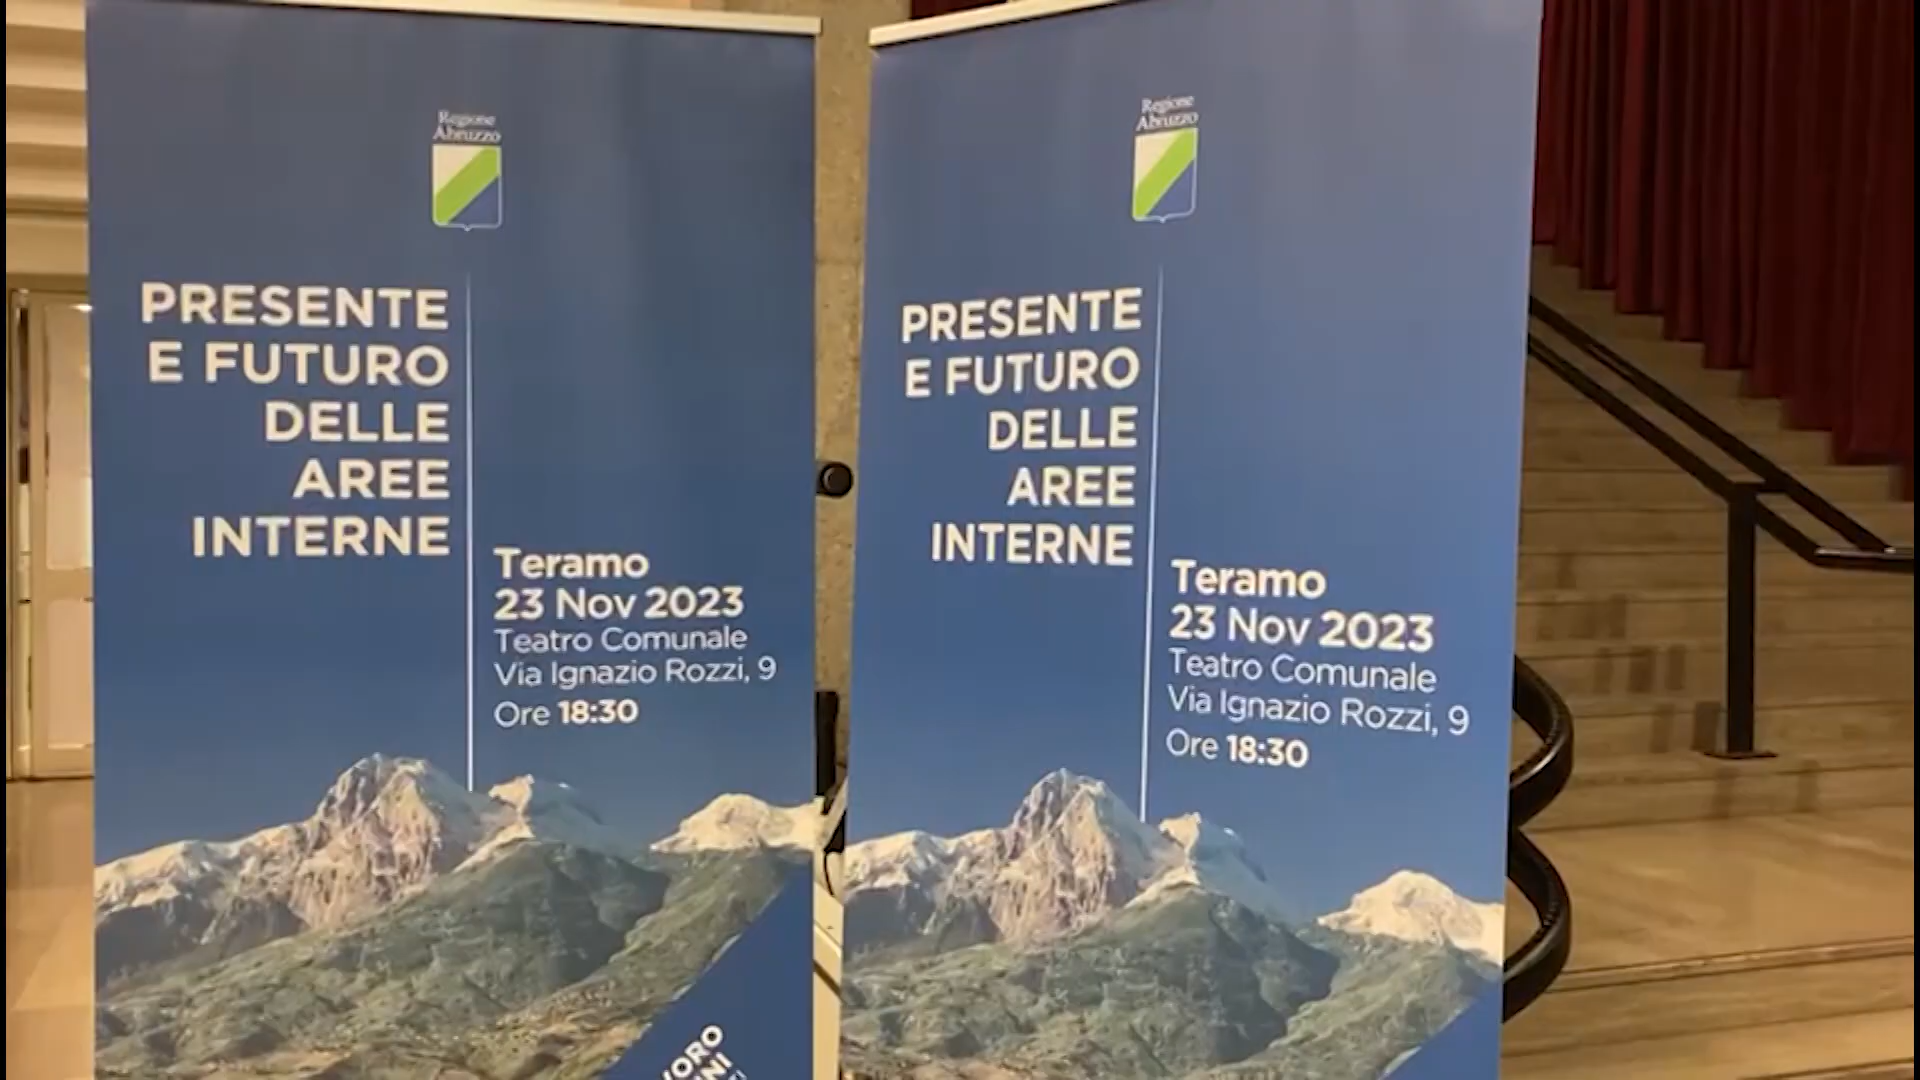 Regione
Abruzzo
PRESENTE
E FUTURO
DELLE
AREE
INTERNE
Teramo
23 Nov 2023
Teatro Comunale
Via Ignazio Rozzi, 9
Ore 18:30
Regione
Abruzzo
PRESENTE
E FUTURO
DELLE
AREE
INTERNE
Teramo
23 Nov 2023
Teatro Comunale
Via Ignazio Rozzi, 9
Ore 18:30